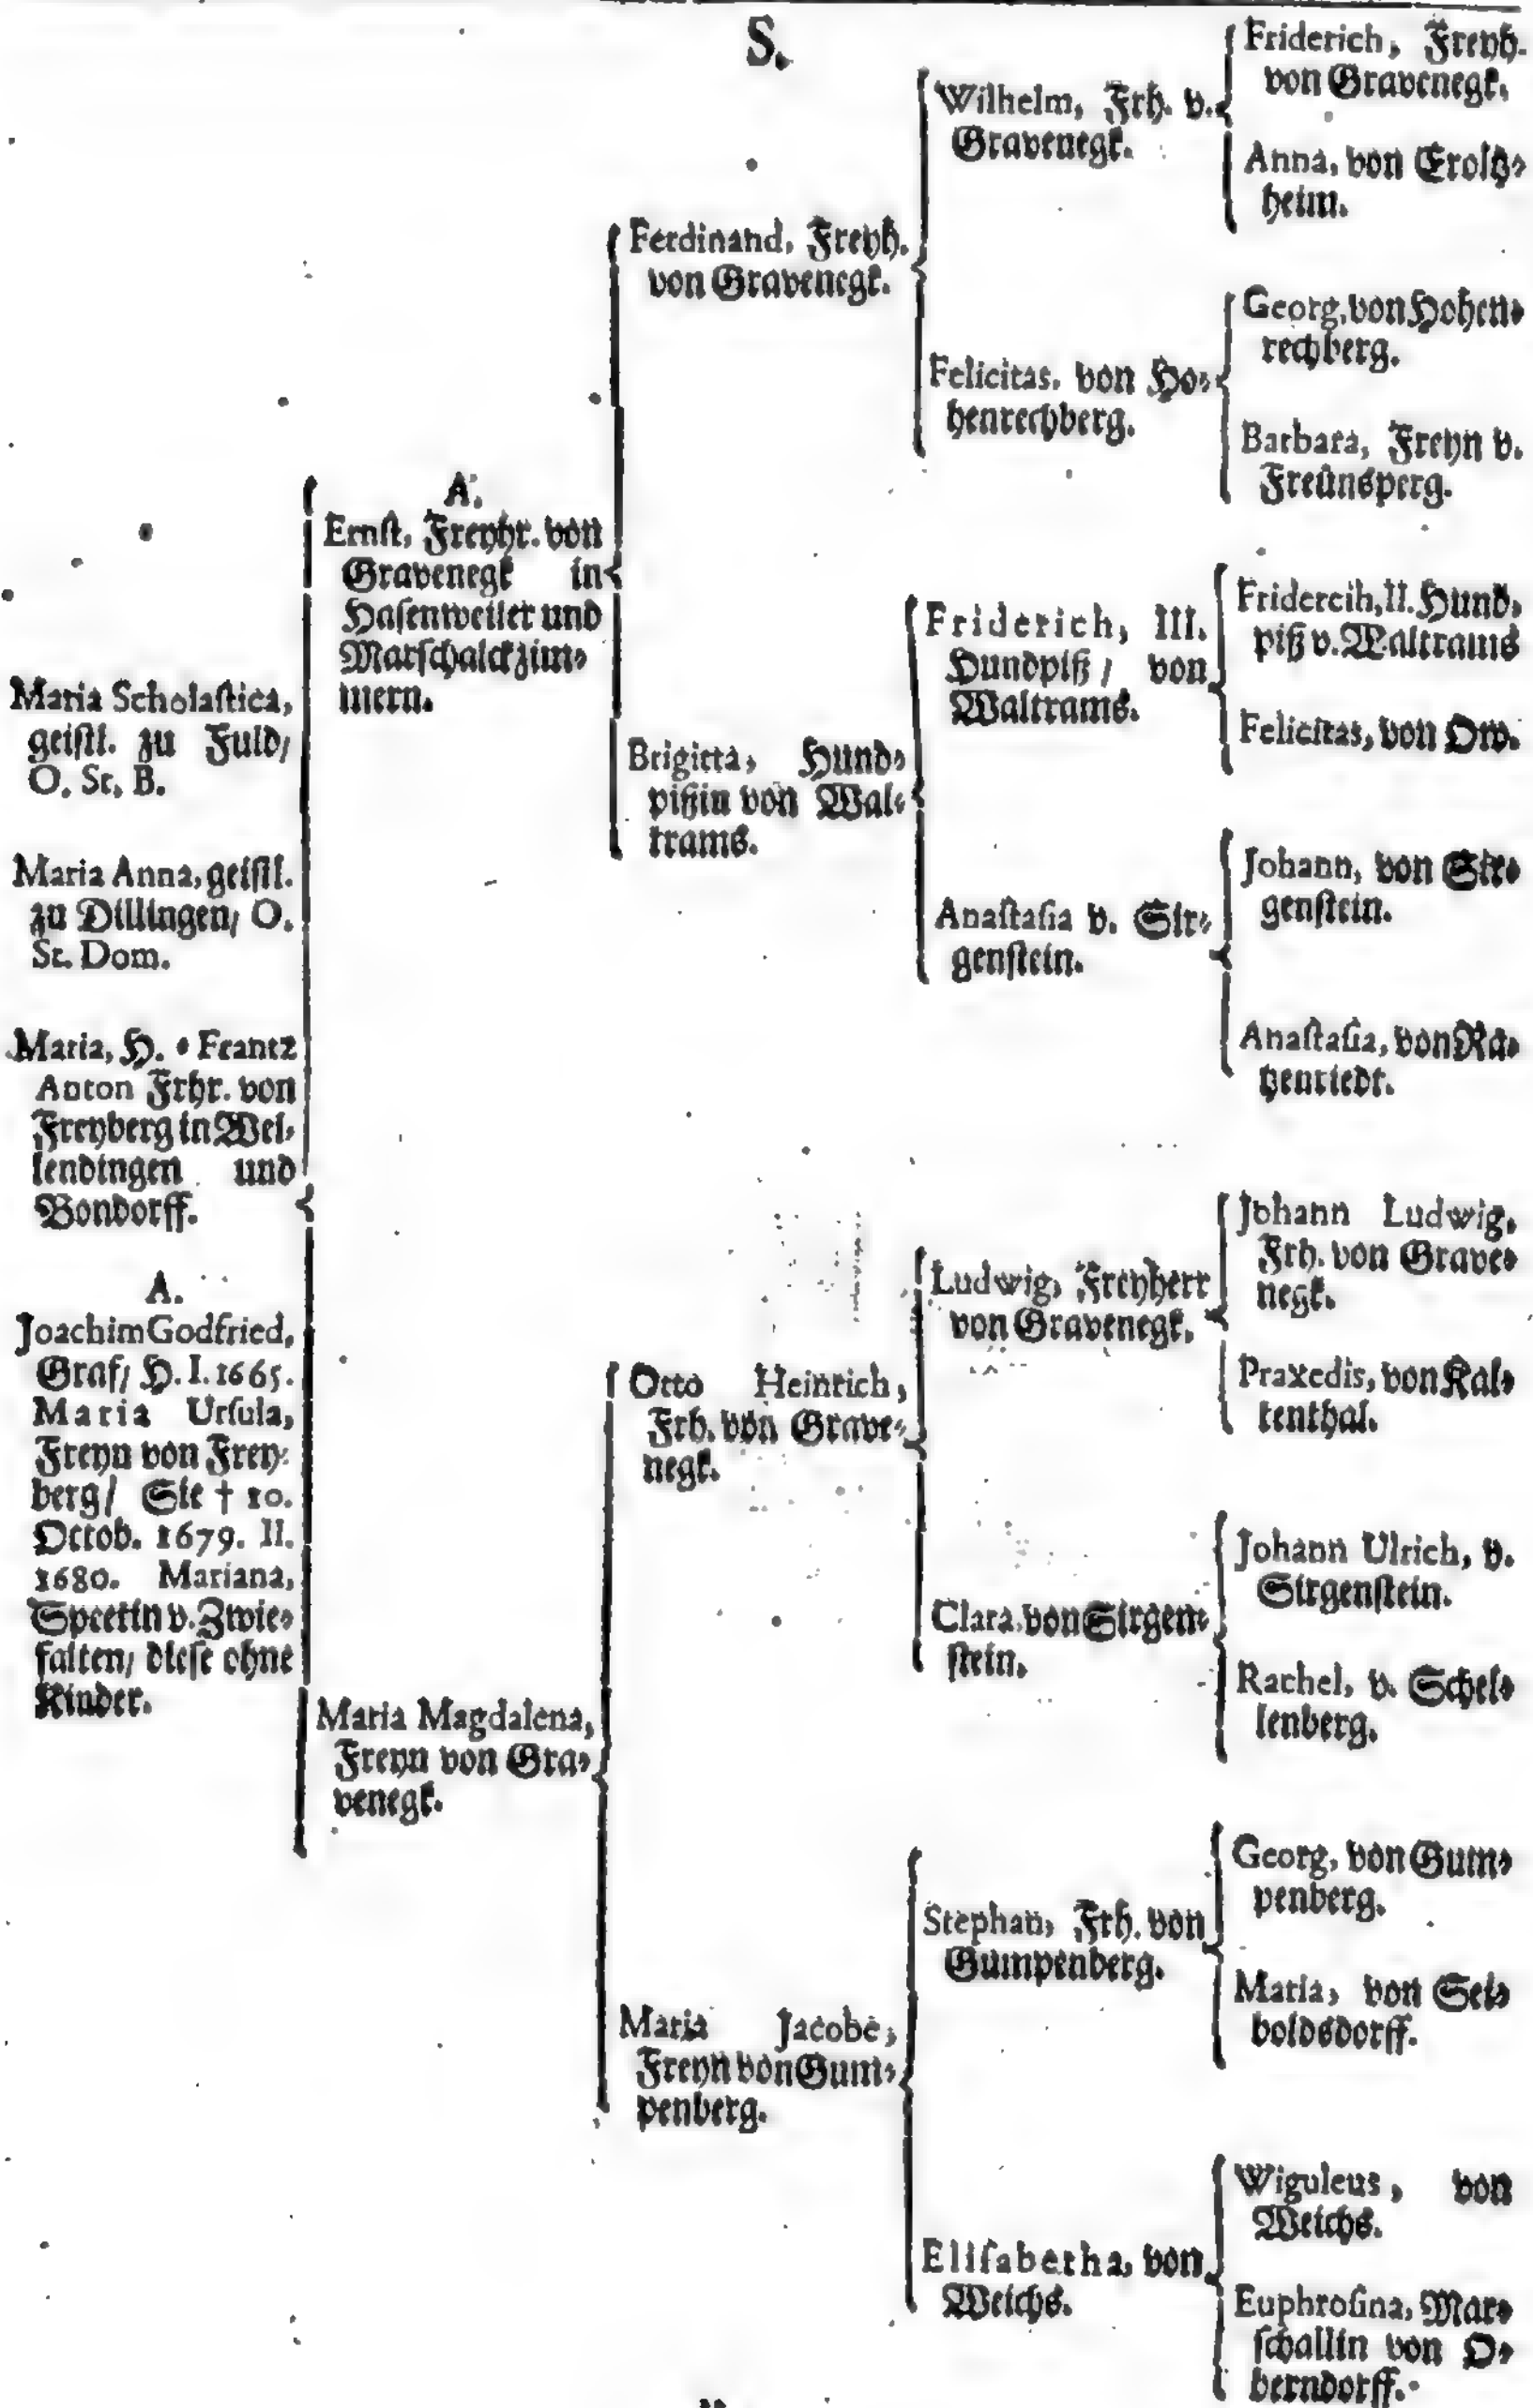 S.
Maria Scholastica,
geistl. zu Fuld/
O. St. B.
Maria Anna, geistl.
zu Dillingen/ O.
St. Dom.
Maria, H. • Frantz
Anton Frhr. von
Freyberg in Wel-
lendingen und
Bondorff.
A.
Joachim Godfried,
Graf/ H. I. 1665.
Maria Ursula,
Freyn von Frey-
berg/ Sie † 10.
Octob. 1679. II.
1680. Mariana,
Spretin v. Zwie-
falten/ diese ohne
Kinder.
A.
Ernst, Freyhr. von
Gravenegk in
Hasenweiler und
Marschalckzim-
mern.
Maria Magdalena,
Freyn von Gra-
venegk.
Ferdinand, Freyh.
von Gravenegk.
Brigitta, Hund-
pißin von Wal-
trams.
Otto Heinrich,
Frh. von Grave-
negk.
Maria Jacobe,
Freyn von Gum-
penberg.
Wilhelm, Frh. v.
Gravenegk.
Felicitas. von Ho-
henrechberg.
Friderich, III.
Hundpiß / von
Waltrams.
Anastasia v. Sir-
genstein.
Ludwig, Freyherr
von Gravenegk.
Clara von Sirgen-
stein.
Stephan, Frh. von
Gumpenberg.
Elisabetha, von
Weichs.
Friderich, Freyh.
von Gravenegk.
Anna, von Eroltz-
heim.
Georg, von Hohen-
rechberg.
Barbara, Freyn v.
Freünsperg.
Fridercih, II. Hund-
piß v. Waltrams
Felicitas, von Ow.
Johann, von Sir-
genstein.
Anastasia, von Ra-
tzenriedt.
Johann Ludwig,
Frh. von Grave-
negk.
Praxedis, von Kal-
tenthal.
Johann Ulrich, v.
Sirgenstein.
Rachel, v. Schel-
lenberg.
Georg, von Gum-
penberg.
Maria, von Sei-
boldsdorff.
Wiguleus, von
Weichs.
Euphrosina, Mar-
schallin von O-
berndorff.